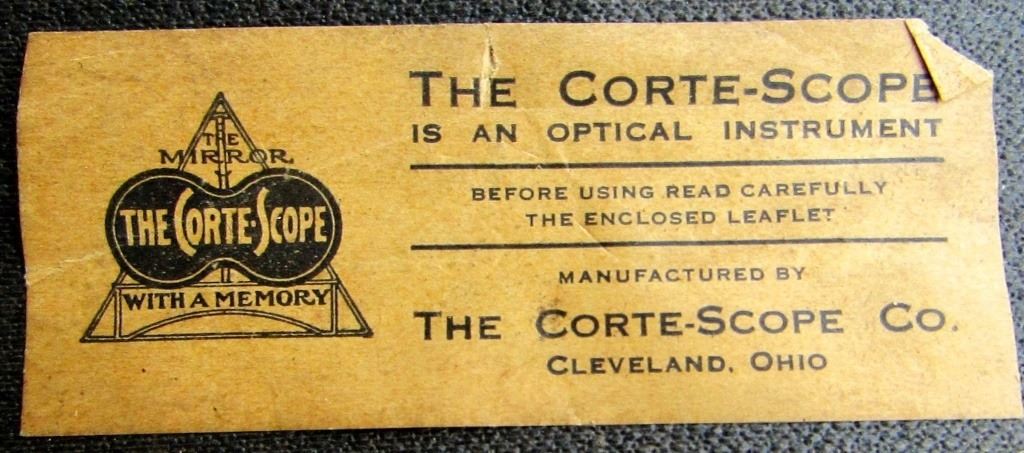 THE
MIRROR
THE CORTE-SCOPE
WITH A MEMORY
THE CORTE-SCOPE
IS AN OPTICAL INSTRUMENT
BEFORE USING READ CAREFULLY
THE ENCLOSED LEAFLET
MANUFACTURED BY
THE CORTE-SCOPE CO.
CLEVELAND, OHIO